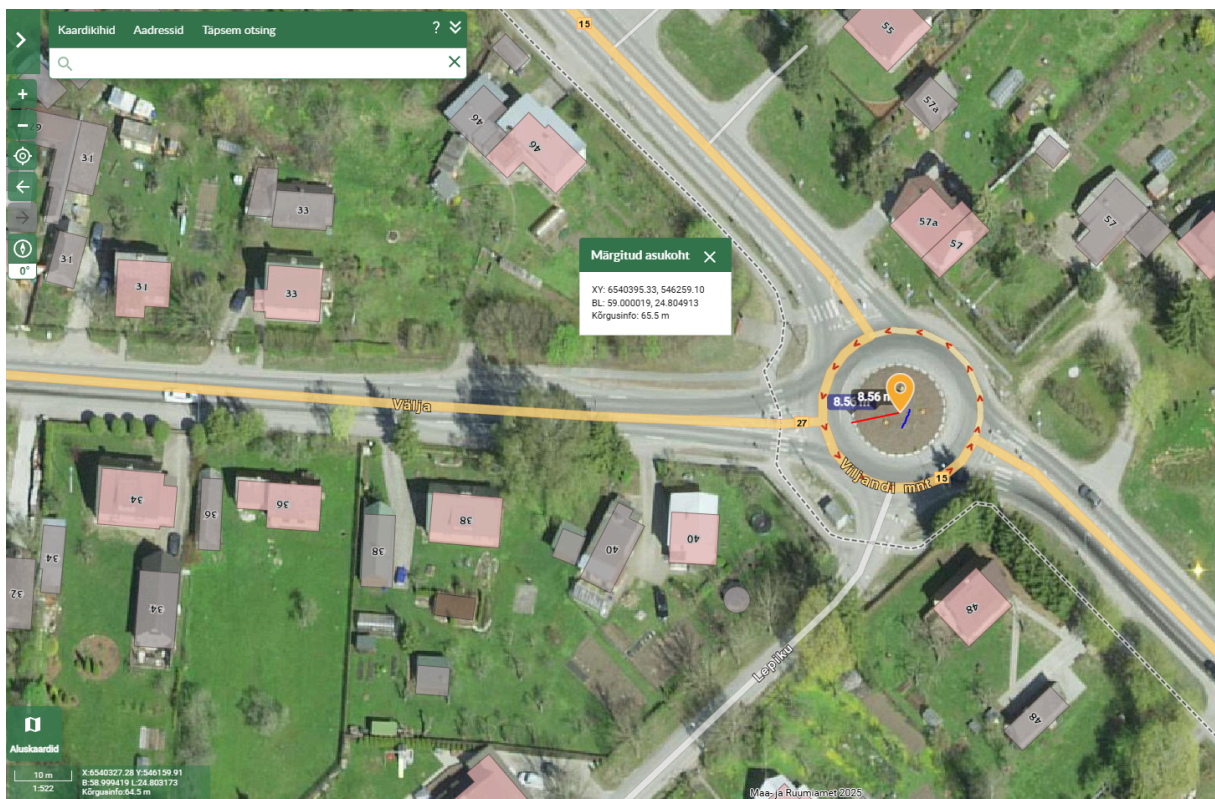 Kaardikihid Aadressid Täpsem otsing ?
15
55
57a
46
46
31
31
33
57a
57
57
31
31
33
Märgitud asukoht
XY: 6540395.33, 546259.10
BL: 59.000019, 24.804913
Kõrgusinfo: 65.5 m
0°
8.56 m
Välja
27
Viljandi mnt
15
34
36
36
38
38
40
40
34
34
32
48
48
Lepiku
Aluskaardid
10 m
1:522
X:6540327.28 Y:546159.91
B:58.999419 L:24.803173
Kõrgusinfo:64.5 m
Maa- ja Ruumiamet 2025